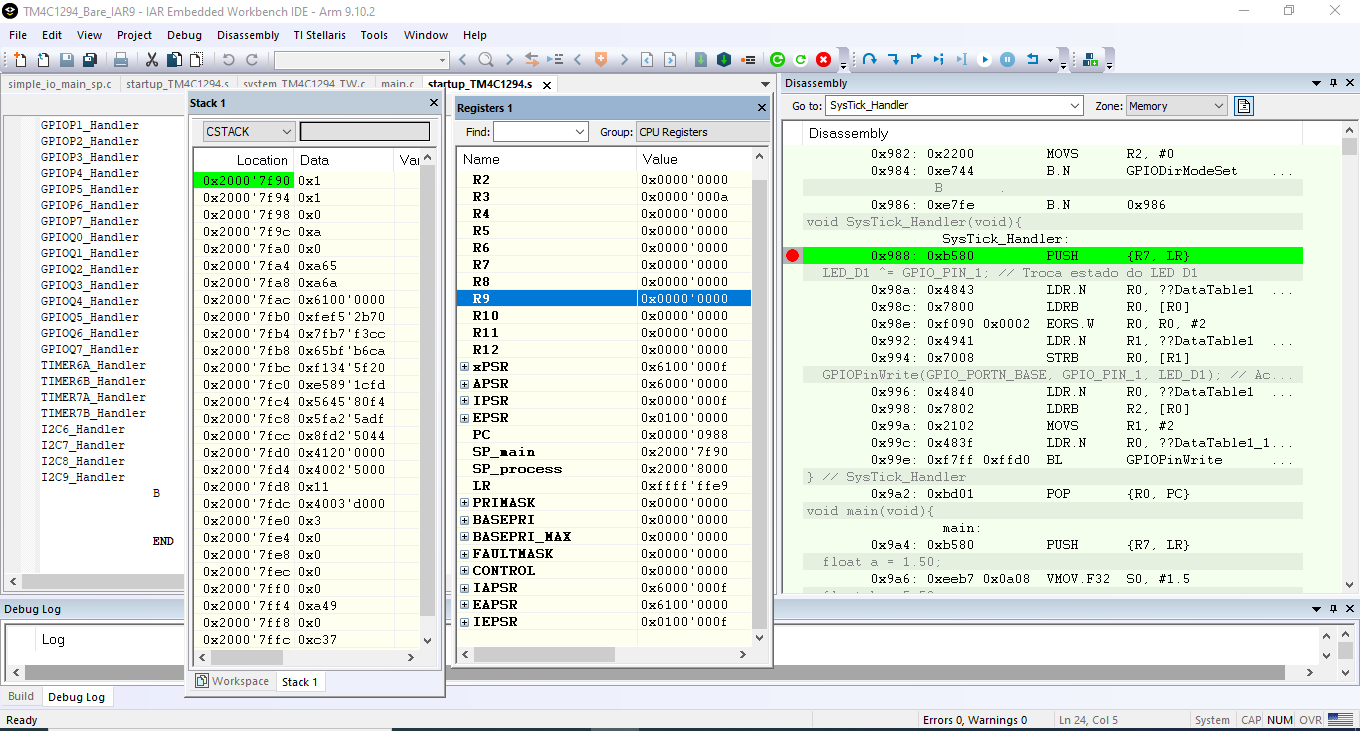 TM4C1294_Bare_IAR9 - IAR Embedded Workbench IDE - Arm 9.10.2
File Edit View Project Debug Disassembly TI Stellaris Tools Window Help
simple_io_main_sp.c startup_TM4C1294.s system_TM4C1294_TW.c main.c startup_TM4C1294.s
GPIOP1_Handler
GPIOP2_Handler
GPIOP3_Handler
GPIOP4_Handler
GPIOP5_Handler
GPIOP6_Handler
GPIOP7_Handler
GPIOQ0_Handler
GPIOQ1_Handler
GPIOQ2_Handler
GPIOQ3_Handler
GPIOQ4_Handler
GPIOQ5_Handler
GPIOQ6_Handler
GPIOQ7_Handler
TIMER6A_Handler
TIMER6B_Handler
TIMER7A_Handler
TIMER7B_Handler
I2C6_Handler
I2C7_Handler
I2C8_Handler
I2C9_Handler
B
END
Stack 1
CSTACK
Location Data Var
0x2000'7f90 0x1
0x2000'7f94 0x1
0x2000'7f98 0x0
0x2000'7f9c 0xa
0x2000'7fa0 0x0
0x2000'7fa4 0xa65
0x2000'7fa8 0xa6a
0x2000'7fac 0x6100'0000
0x2000'7fb0 0xfef5'2b70
0x2000'7fb4 0x7fb7'f3cc
0x2000'7fb8 0x65bf'b6ca
0x2000'7fbc 0xf134'5f20
0x2000'7fc0 0xe589'1cfd
0x2000'7fc4 0x5645'80f4
0x2000'7fc8 0x5fa2'5adf
0x2000'7fcc 0x8fd2'5044
0x2000'7fd0 0x4120'0000
0x2000'7fd4 0x4002'5000
0x2000'7fd8 0x11
0x2000'7fdc 0x4003'd000
0x2000'7fe0 0x3
0x2000'7fe4 0x0
0x2000'7fe8 0x0
0x2000'7fec 0x0
0x2000'7ff0 0x0
0x2000'7ff4 0xa49
0x2000'7ff8 0x0
0x2000'7ffc 0xc37
Workspace Stack 1
Registers 1
Find: Group: CPU Registers
Name Value
R2 0x0000'0000
R3 0x0000'000a
R4 0x0000'0000
R5 0x0000'0000
R6 0x0000'0000
R7 0x0000'0000
R8 0x0000'0000
R9 0x0000'0000
R10 0x0000'0000
R11 0x0000'0000
R12 0x0000'0000
xPSR 0x6100'000f
APSR 0x6000'0000
IPSR 0x0000'000f
EPSR 0x0100'0000
PC 0x0000'0988
SP_main 0x2000'7f90
SP_process 0x2000'8000
LR 0xffff'ffe9
PRIMASK 0x0000'0000
BASEPRI 0x0000'0000
BASEPRI_MAX 0x0000'0000
FAULTMASK 0x0000'0000
CONTROL 0x0000'0000
IAPSR 0x6000'000f
EAPSR 0x6100'0000
IEPSR 0x0100'000f
Disassembly
Go to: SysTick_Handler Zone: Memory
Disassembly
0x982: 0x2200 MOVS R2, #0
0x984: 0xe744 B.N GPIODirModeSet ...
B .
0x986: 0xe7fe B.N 0x986
void SysTick_Handler(void){
SysTick_Handler:
0x988: 0xb580 PUSH {R7, LR}
LED_D1 ^= GPIO_PIN_1; // Troca estado do LED D1
0x98a: 0x4843 LDR.N R0, ??DataTable1 ...
0x98c: 0x7800 LDRB R0, [R0]
0x98e: 0xf090 0x0002 EORS.W R0, R0, #2
0x992: 0x4941 LDR.N R1, ??DataTable1 ...
0x994: 0x7008 STRB R0, [R1]
GPIOPinWrite(GPIO_PORTN_BASE, GPIO_PIN_1, LED_D1); // Ac...
0x996: 0x4840 LDR.N R0, ??DataTable1 ...
0x998: 0x7802 LDRB R2, [R0]
0x99a: 0x2102 MOVS R1, #2
0x99c: 0x483f LDR.N R0, ??DataTable1_1...
0x99e: 0xf7ff 0xffd0 BL GPIOPinWrite ...
} // SysTick_Handler
0x9a2: 0xbd01 POP {R0, PC}
void main(void){
main:
0x9a4: 0xb580 PUSH {R7, LR}
float a = 1.50;
0x9a6: 0xeeb7 0x0a08 VMOV.F32 S0, #1.5
Debug Log
Log
Build Debug Log
Ready Errors 0, Warnings 0 Ln 24, Col 5 System CAP NUM OVR